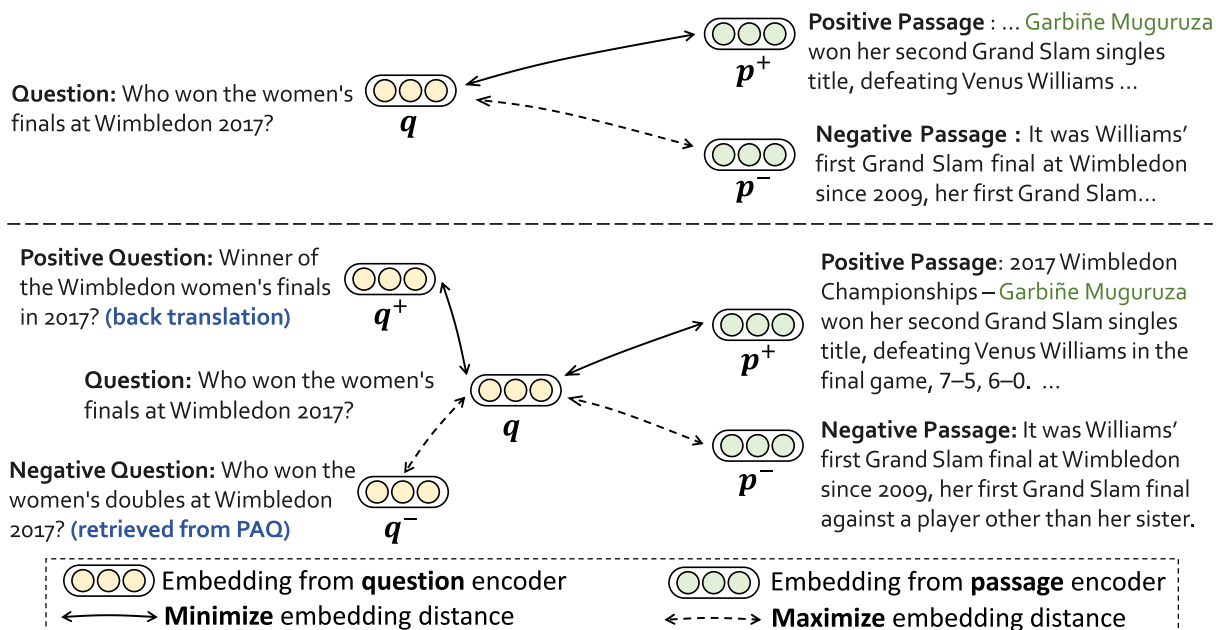 Question: Who won the women's
finals at Wimbledon 2017?
q
p+
p−
Positive Passage : ... Garbiñe Muguruza
won her second Grand Slam singles
title, defeating Venus Williams ...
Negative Passage : It was Williams'
first Grand Slam final at Wimbledon
since 2009, her first Grand Slam...
Positive Question: Winner of
the Wimbledon women's finals
in 2017? (back translation)
q+
Question: Who won the women's
finals at Wimbledon 2017?
q
Negative Question: Who won the
women's doubles at Wimbledon
2017? (retrieved from PAQ)
q−
p+
p−
Positive Passage: 2017 Wimbledon
Championships – Garbiñe Muguruza
won her second Grand Slam singles
title, defeating Venus Williams in the
final game, 7–5, 6–0. ...
Negative Passage: It was Williams'
first Grand Slam final at Wimbledon
since 2009, her first Grand Slam final
against a player other than her sister.
Embedding from question encoder
Embedding from passage encoder
Minimize embedding distance
Maximize embedding distance